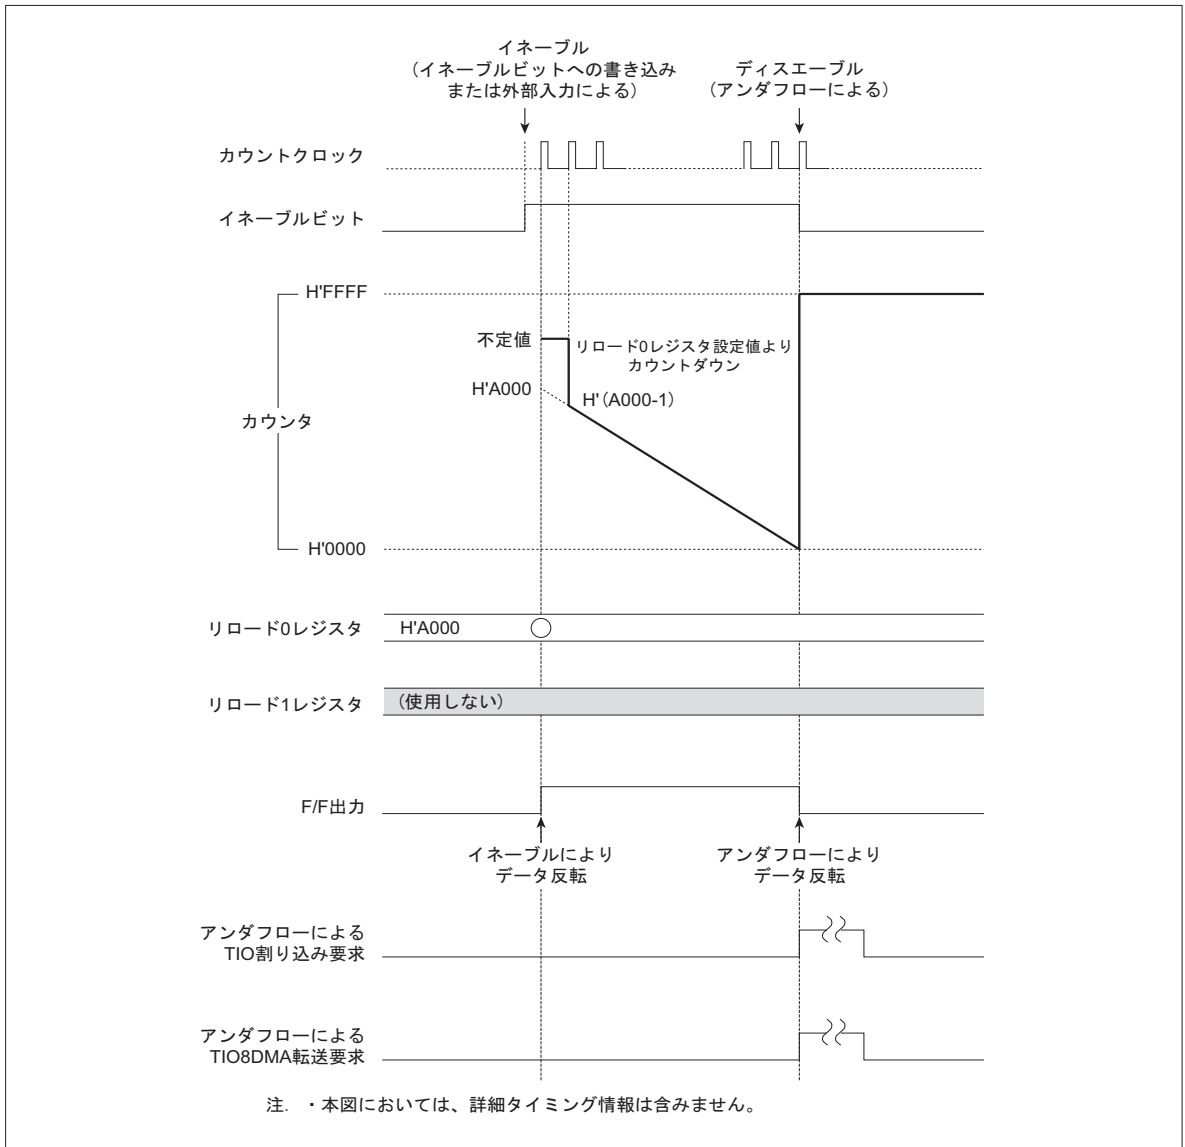 イネーブル
(イネーブルビットへの書き込み
または外部入力による)
ディスエーブル
(アンダフローによる)
カウントクロック
イネーブルビット
H'FFFF
不定値
リロード0レジスタ設定値より
カウントダウン
H'A000
H'(A000-1)
カウンタ
H'0000
リロード0レジスタ
H'A000
リロード1レジスタ
(使用しない)
F/F出力
イネーブルにより
データ反転
アンダフローにより
データ反転
アンダフローによる
TIO割り込み要求
アンダフローによる
TIO8DMA転送要求
注. ・本図においては、詳細タイミング情報は含みません。